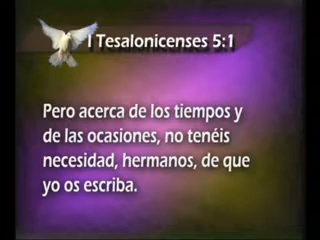 I Tesalonicenses 5:1
Pero acerca de los tiempos y
de las ocasiones, no tenéis
necesidad, hermanos, de que
yo os escriba.